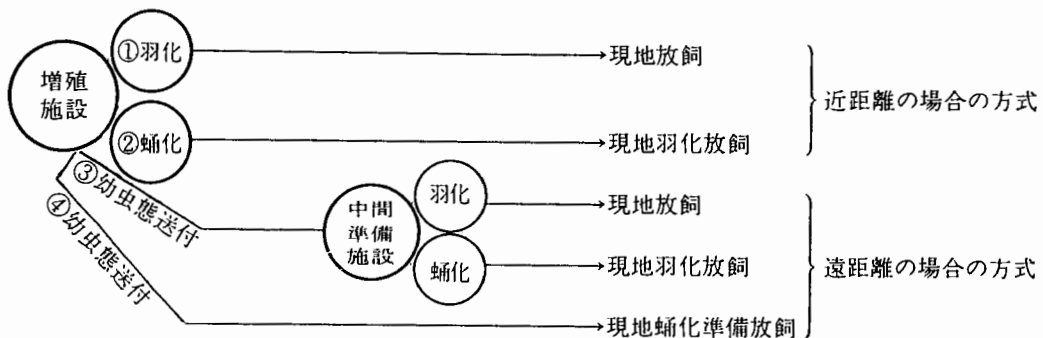 増殖
施設
①羽化
現地放飼
②蛹化
現地羽化放飼
近距離の場合の方式
③幼虫態送付
④幼虫態送付
中間
準備
施設
羽化
現地放飼
蛹化
現地羽化放飼
現地蛹化準備放飼
遠距離の場合の方式